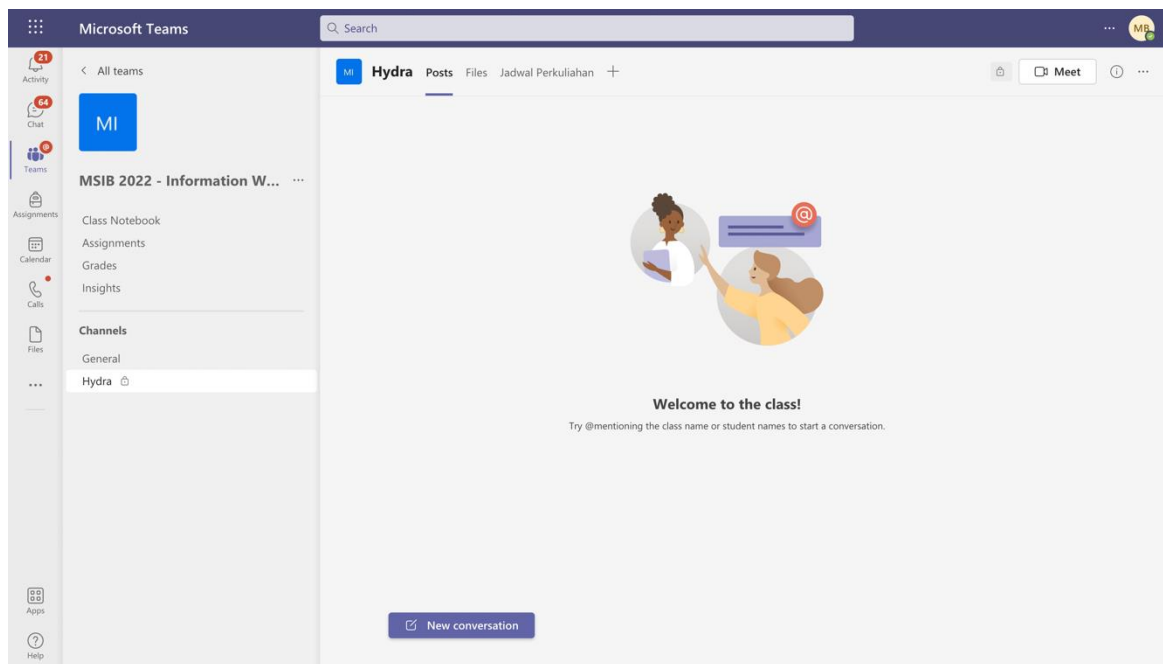 Microsoft Teams
Search
MB
21
Activity
64
Chat
@
Teams
Assignments
Calendar
Calls
Files
Apps
Help
All teams
MI
MSIB 2022 - Information W...
Class Notebook
Assignments
Grades
Insights
Channels
General
Hydra
MI Hydra Posts Files Jadwal Perkuliahan Meet
@
Welcome to the class!
Try @mentioning the class name or student names to start a conversation.
New conversation